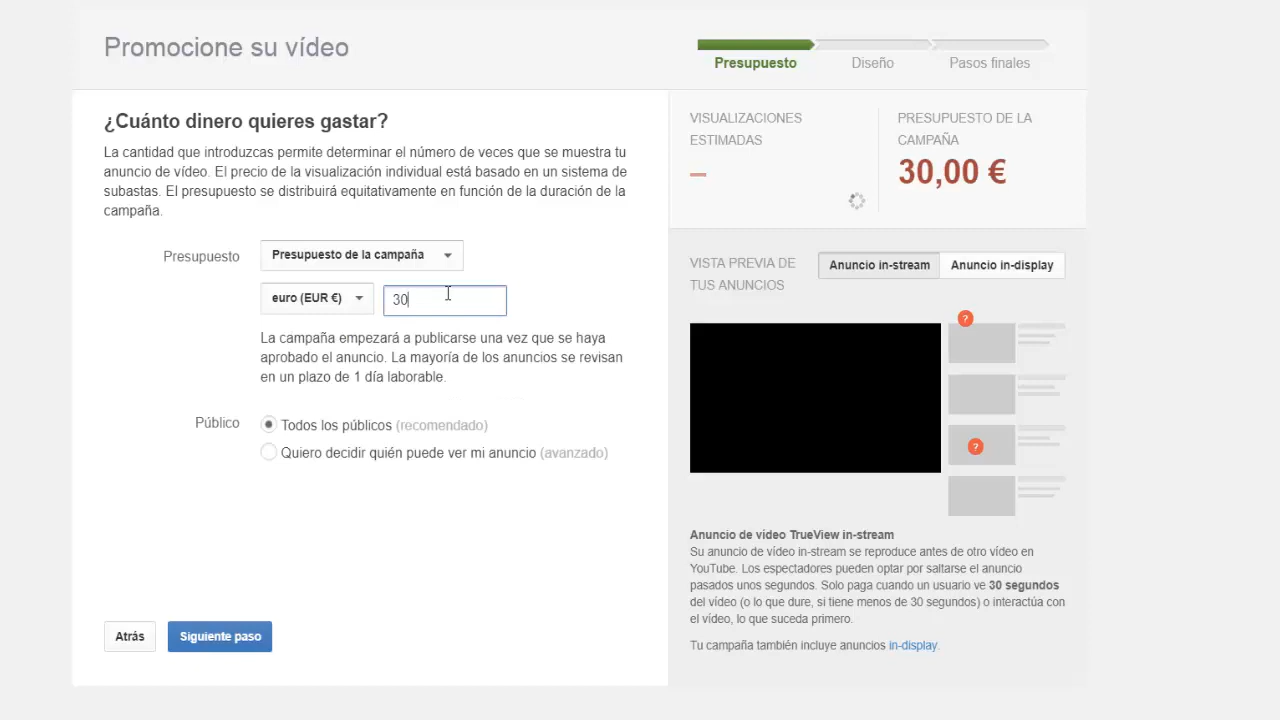 Promocione su vídeo
Presupuesto
Diseño
Pasos finales
¿Cuánto dinero quieres gastar?
La cantidad que introduzcas permite determinar el número de veces que se muestra tu
anuncio de vídeo. El précio de la visualización individual está basado en un sistema de
subastas. El presupuesto se distribuirá equitativamente en función de la duración de la
campaña.
Presupuesto
Presupuesto de la campaña
euro (EUR €)
30
La campaña empezará a publicarse una vez que se haya
aprobado el anuncio. La mayoría de los anuncios se revisan
en un plazo de 1 día laborable.
Público
Todos los públicos (recomendado)
Quiero decidir quién puede ver mi anuncio (avanzado)
Atrás
Siguiente paso
VISUALIZACIONES
ESTIMADAS
–
PRESUPUESTO DE LA
CAMPAÑA
30,00 €
VISTA PREVIA DE
TUS ANUNCIOS
Anuncio in-stream
Anuncio in-display
?
?
Anuncio de vídeo TrueView in-stream
Su anuncio de vídeo in-stream se reproduce antes de otro vídeo en
YouTube. Los espectadores pueden optar por saltarse el anuncio
pasados unos segundos. Solo paga cuando un usuario ve 30 segundos
del vídeo (o lo que dure, si tiene menos de 30 segundos) o interactúa con
el vídeo, lo que suceda primero.
Tu campaña también incluye anuncios in-display.